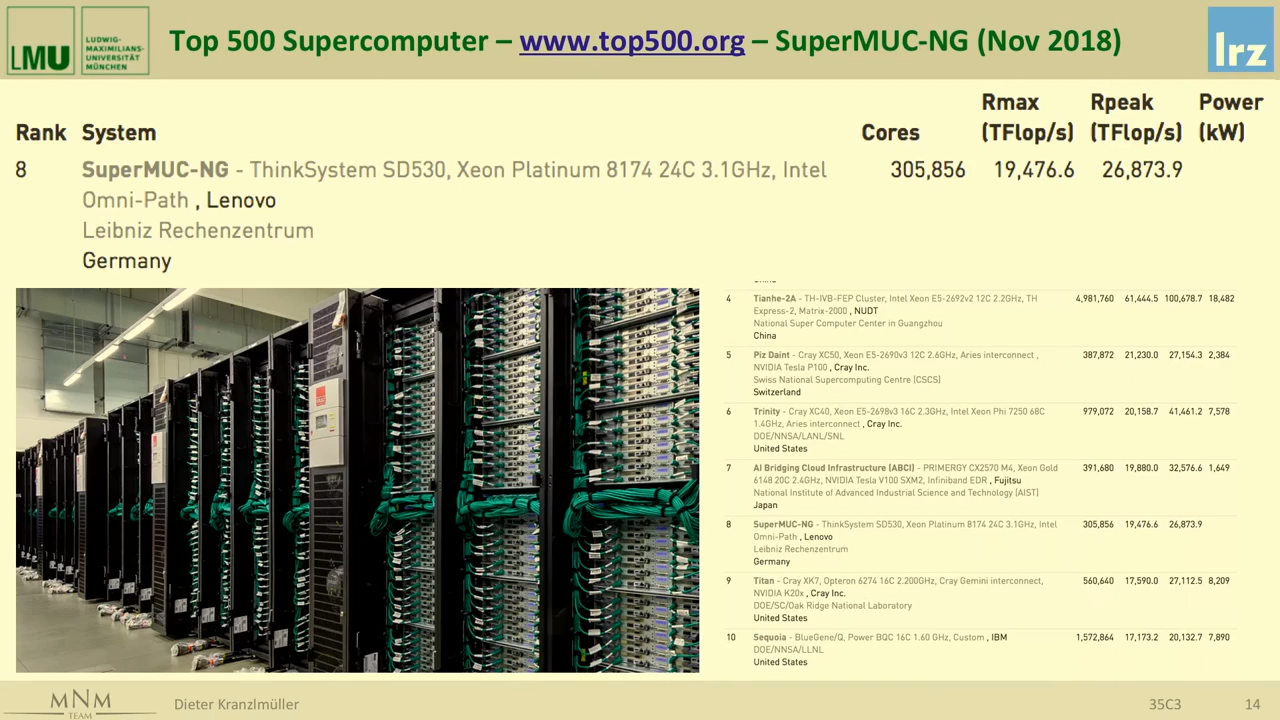 LMU
LUDWIG-
MAXIMILIANS-
UNIVERSITÄT
MÜNCHEN
Top 500 Supercomputer – www.top500.org – SuperMUC-NG (Nov 2018)
lrz
Rank System Cores Rmax (TFlop/s) Rpeak (TFlop/s) Power (kW)
8 SuperMUC-NG - ThinkSystem SD530, Xeon Platinum 8174 24C 3.1GHz, Intel 305,856 19,476.6 26,873.9
Omni-Path , Lenovo
Leibniz Rechenzentrum
Germany
4 Tianhe-2A - TH-IVB-FEP Cluster, Intel Xeon E5-2692v2 12C 2.2GHz, TH 4,981,760 61,444.5 100,678.7 18,482
Express-2, Matrix-2000 , NUDT
National Super Computer Center in Guangzhou
China
5 Piz Daint - Cray XC50, Xeon E5-2690v3 12C 2.6GHz, Aries interconnect , 387,872 21,230.0 27,154.3 2,384
NVIDIA Tesla P100 , Cray Inc.
Swiss National Supercomputing Centre (CSCS)
Switzerland
6 Trinity - Cray XC40, Xeon E5-2698v3 16C 2.3GHz, Intel Xeon Phi 7250 68C 979,072 20,158.7 41,461.2 7,578
1.4GHz, Aries interconnect , Cray Inc.
DOE/NNSA/LANL/SNL
United States
7 AI Bridging Cloud Infrastructure (ABCI) - PRIMERGY CX2570 M4, Xeon Gold 391,680 19,880.0 32,576.6 1,649
6148 20C 2.4GHz, NVIDIA Tesla V100 SXM2, Infiniband EDR , Fujitsu
National Institute of Advanced Industrial Science and Technology (AIST)
Japan
8 SuperMUC-NG - ThinkSystem SD530, Xeon Platinum 8174 24C 3.1GHz, Intel 305,856 19,476.6 26,873.9
Omni-Path , Lenovo
Leibniz Rechenzentrum
Germany
9 Titan - Cray XK7, Opteron 6274 16C 2.200GHz, Cray Gemini interconnect, 560,640 17,590.0 27,112.5 8,209
NVIDIA K20x , Cray Inc.
DOE/SC/Oak Ridge National Laboratory
United States
10 Sequoia - BlueGene/Q, Power BQC 16C 1.60 GHz, Custom , IBM 1,572,864 17,173.2 20,132.7 7,890
DOE/NNSA/LLNL
United States
MNM
TEAM
Dieter Kranzlmüller
35C3
14